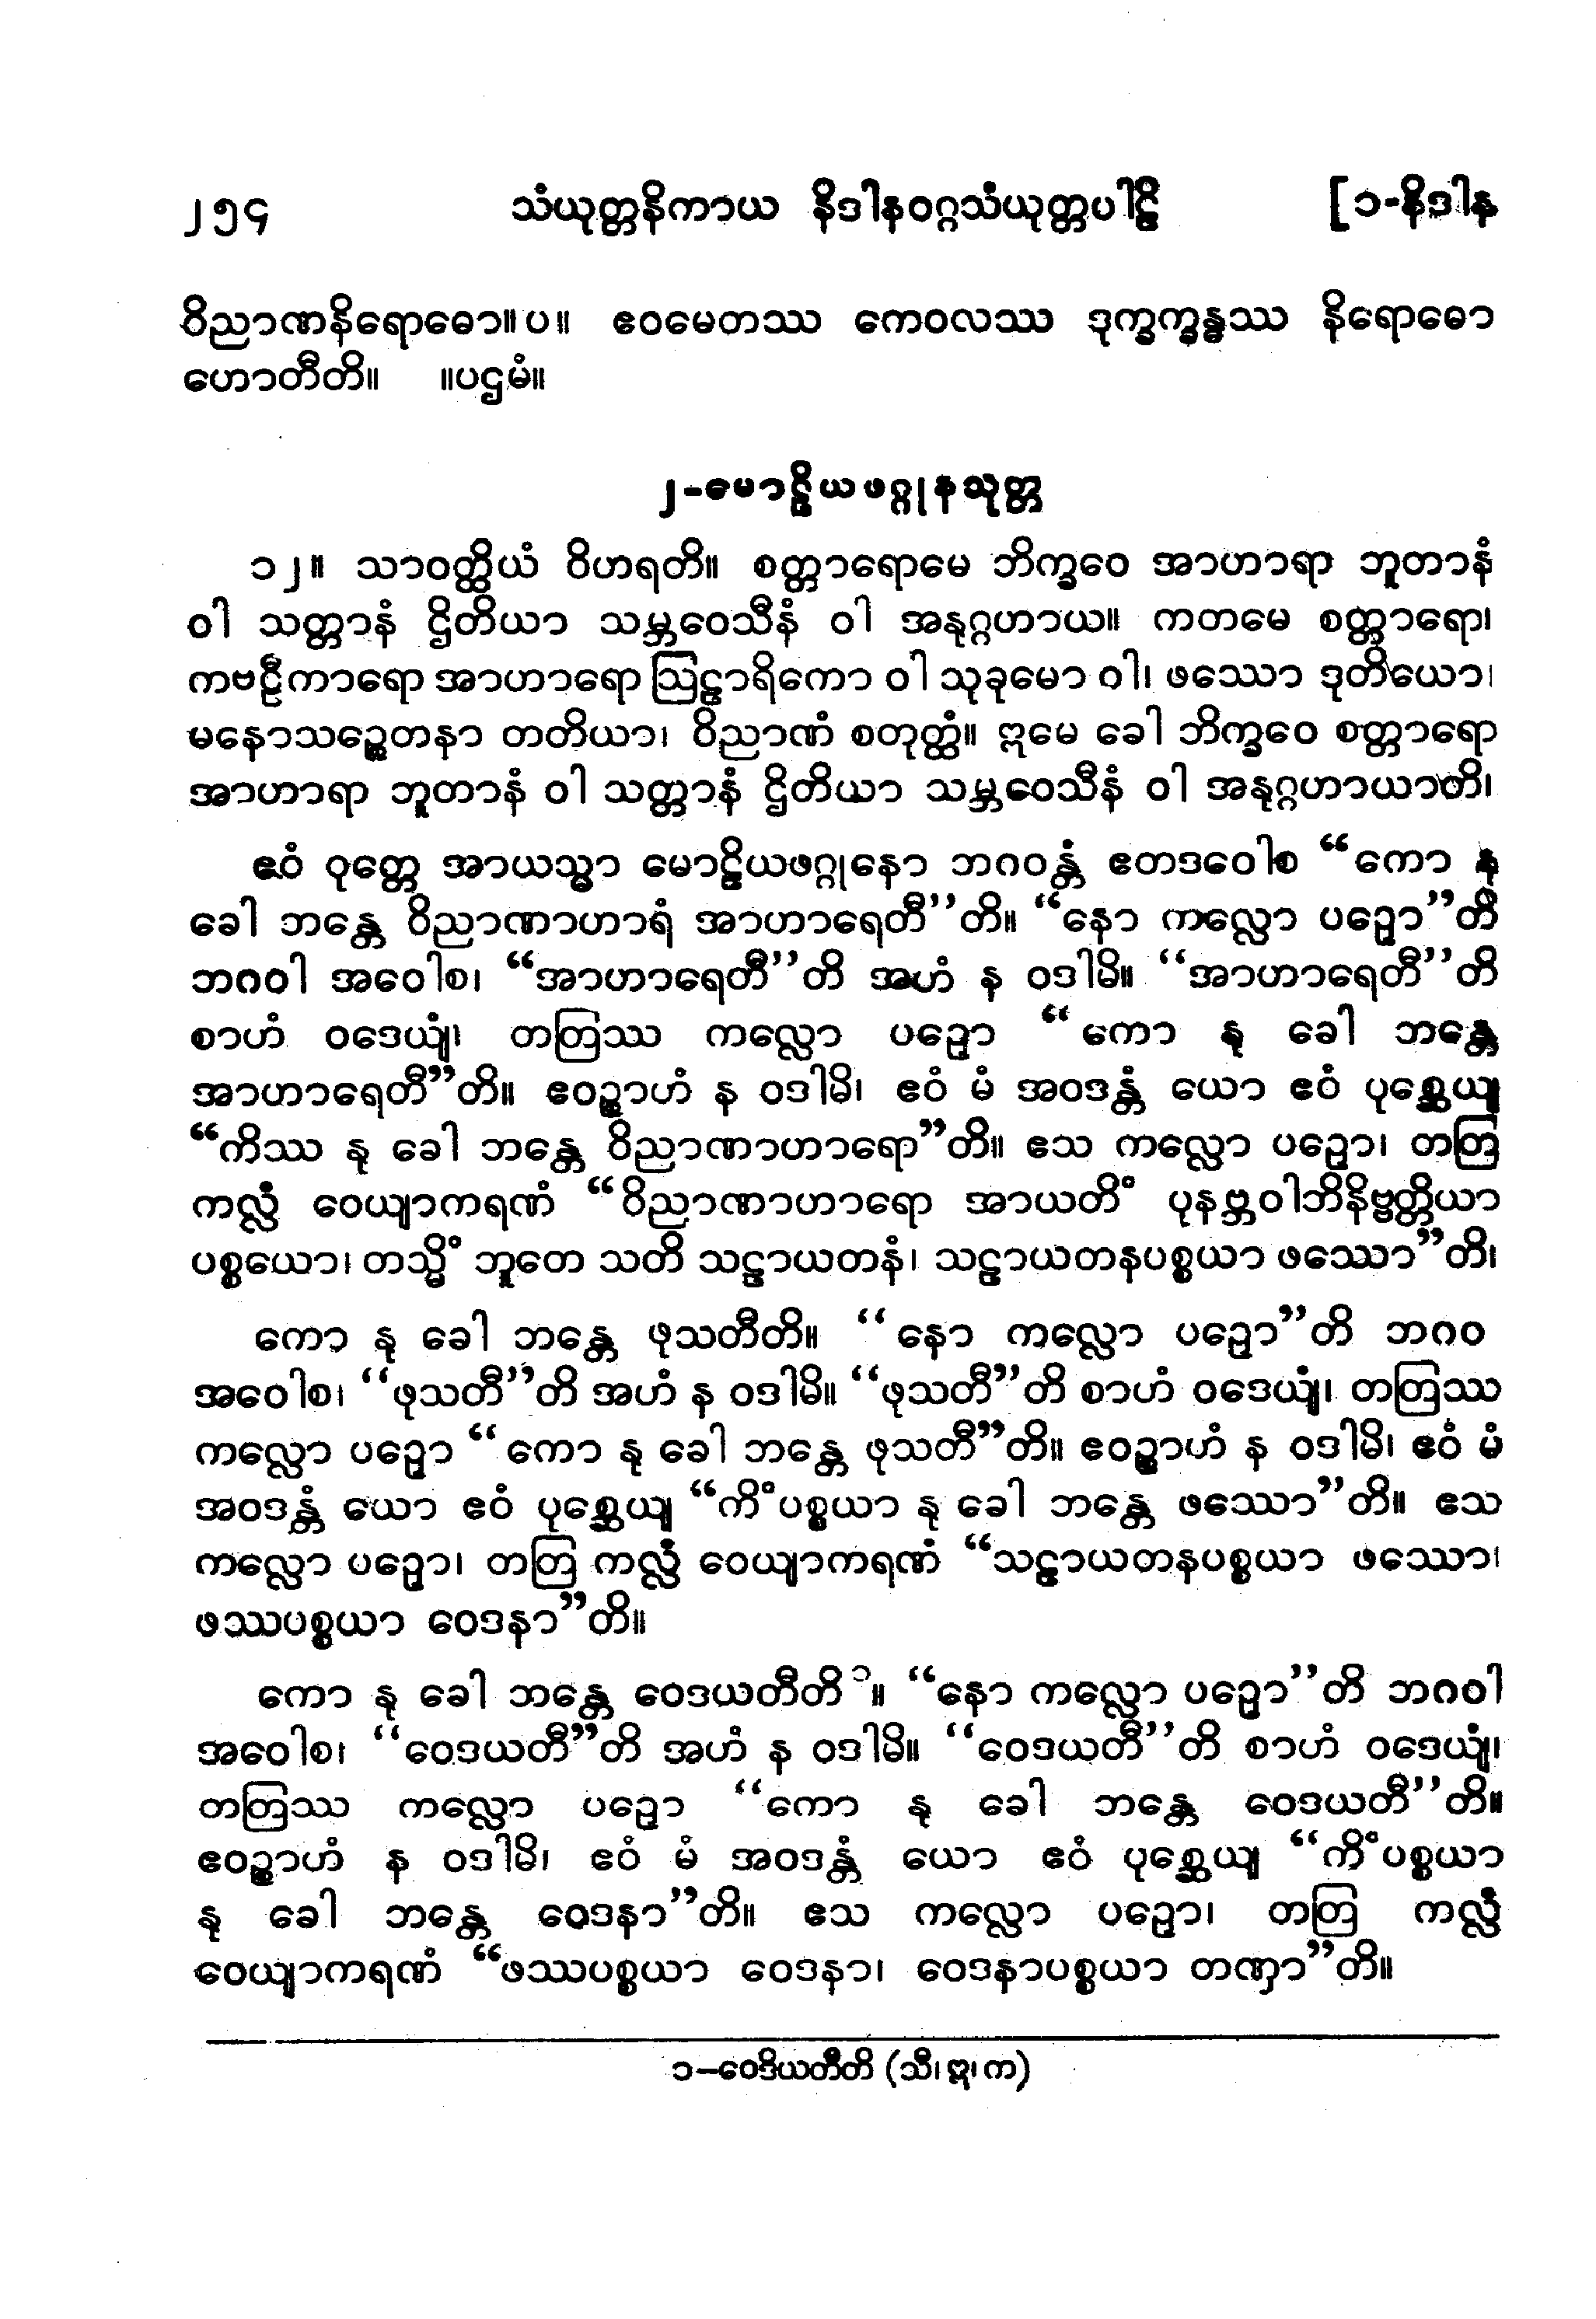 ၂၅၄ သံယုတ္တနိကာယ နိဒါနဝဂ္ဂသံယုတ္တပါဠိ [၁-နိဒါန
ဝိညာဏနိရောဓော။ပ။ ဧဝမေတဿ ကေဝလဿ ဒုက္ခက္ခန္ဓဿ နိရောဓော
ဟောတီတိ။ ။ပဌမံ။
၂-မောဠိယဖဂ္ဂုနသုတ္တ
၁၂။ သာဝတ္ထိယံ ဝိဟရတိ။ စတ္တာရောမေ ဘိက္ခဝေ အာဟာရာ ဘူတာနံ
ဝါ သတ္တာနံ ဌိတိယာ သမ္ဘဝေသီနံ ဝါ အနုဂ္ဂဟာယ။ ကတမေ စတ္တာရော၊
ကဗဠီကာရော အာဟာရော ဩဠာရိကော ဝါ သုခုမော ဝါ၊ ဖဿော ဒုတိယော၊
မနောသဉ္စေတနာ တတိယာ၊ ဝိညာဏံ စတုတ္ထံ။ ဣမေ ခေါ ဘိက္ခဝေ စတ္တာရော
အာဟာရာ ဘူတာနံ ဝါ သတ္တာနံ ဌိတိယာ သမ္ဘဝေသီနံ ဝါ အနုဂ္ဂဟာယာတိ၊
ဧဝံ ဝုတ္တေ အာယသ္မာ မောဠိယဖဂ္ဂုနော ဘဂဝန္တံ ဧတဒဝေါစ “ကော န
ခေါ ဘန္တေ ဝိညာဏာဟာရံ အာဟာရေတီ”တိ။ “နော ကလ္လော ပဉှော”တိ
ဘဂဝါ အဝေါစ၊ “အာဟာရေတီ”တိ အဟံ န ဝဒါမိ။ “အာဟာရေတီ”တိ
စာဟံ ဝဒေယျံ၊ တတြဿ ကလ္လော ပဉှော “ကော နု ခေါ ဘန္တေ
အာဟာရေတီ”တိ။ ဧဝဉ္စာဟံ န ဝဒါမိ၊ ဧဝံ မံ အဝဒန္တံ ယော ဧဝံ ပုစ္ဆေယျ
“ကိဿ နု ခေါ ဘန္တေ ဝိညာဏာဟာရော”တိ။ ဧသ ကလ္လော ပဉှော၊ တတြ
ကလ္လံ ဝေယျာကရဏံ “ဝိညာဏာဟာရော အာယတိံ ပုနဗ္ဘဝါဘိနိဗ္ဗတ္တိယာ
ပစ္စယော၊ တသ္မိံ ဘူတေ သတိ သဠာယတနံ၊ သဠာယတနပစ္စယာ ဖဿော”တိ၊
ကော နု ခေါ ဘန္တေ ဖုသတီတိ။ “နော ကလ္လော ပဉှော”တိ ဘဂဝ
အဝေါစ၊ “ဖုသတီ”တိ အဟံ န ဝဒါမိ။ “ဖုသတီ”တိ စာဟံ ဝဒေယျံ၊ တတြဿ
ကလ္လော ပဉှော “ကော နု ခေါ ဘန္တေ ဖုသတီ”တိ။ ဧဝဉ္စာဟံ န ဝဒါမိ၊ ဧဝံ မံ
အဝဒန္တံ ယော ဧဝံ ပုစ္ဆေယျ “ကိံပစ္စယာ နု ခေါ ဘန္တေ ဖဿော”တိ။ ဧသ
ကလ္လော ပဉှော၊ တတြ ကလ္လံ ဝေယျာကရဏံ “သဠာယတနပစ္စယာ ဖဿော၊
ဖဿပစ္စယာ ဝေဒနာ”တိ။
ကော နု ခေါ ဘန္တေ ဝေဒယတီတိ၁။ “နော ကလ္လော ပဉှော”တိ ဘဂဝါ
အဝေါစ၊ “ဝေဒယတီ”တိ အဟံ န ဝဒါမိ။ “ဝေဒယတီ”တိ စာဟံ ဝဒေယျံ၊
တတြဿ ကလ္လော ပဉှော “ကော နု ခေါ ဘန္တေ ဝေဒယတီ”တိ။
ဧဝဉ္စာဟံ န ဝဒါမိ၊ ဧဝံ မံ အဝဒန္တံ ယော ဧဝံ ပုစ္ဆေယျ “ကိံပစ္စယာ
နု ခေါ ဘန္တေ ဝေဒနာ”တိ။ ဧသ ကလ္လော ပဉှော၊ တတြ ကလ္လံ
ဝေယျာကရဏံ “ဖဿပစ္စယာ ဝေဒနာ၊ ဝေဒနာပစ္စယာ တဏှာ”တိ။
၁–ဝေဒိယတီတိ (သီ၊ ဣ၊ က)